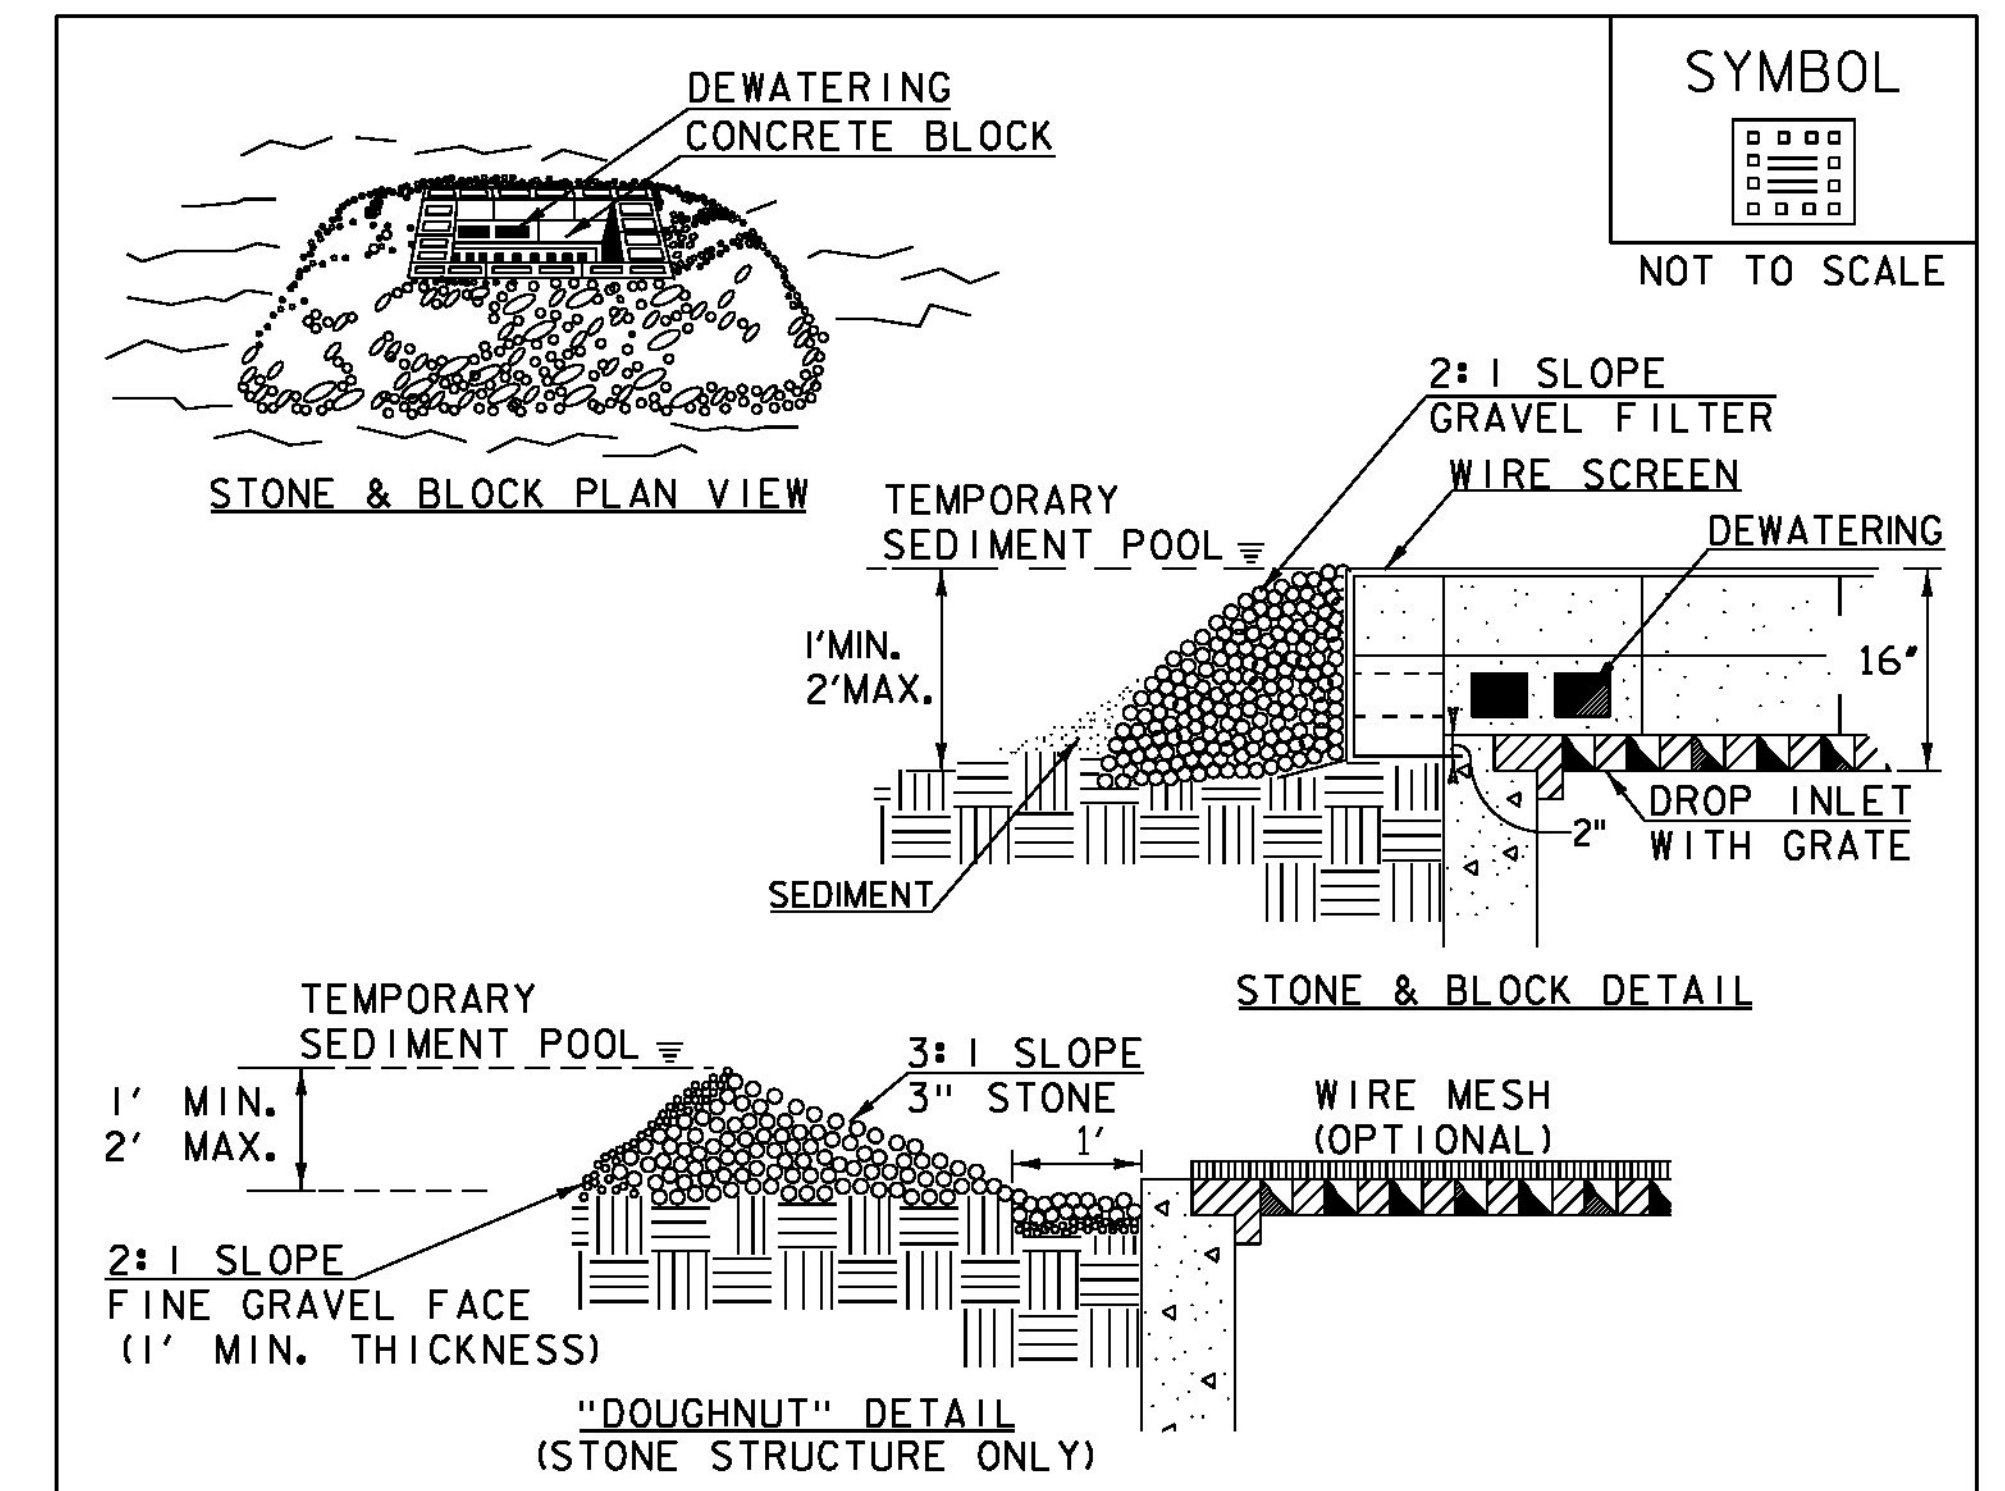 SYMBOL
NOT TO SCALE
DEWATERING
CONCRETE BLOCK
STONE & BLOCK PLAN VIEW
2:1 SLOPE
GRAVEL FILTER
WIRE SCREEN
DEWATERING
TEMPORARY
SEDIMENT POOL
1'MIN.
2'MAX.
16"
2"
DROP INLET
WITH GRATE
SEDIMENT
STONE & BLOCK DETAIL
TEMPORARY
SEDIMENT POOL
1' MIN.
2' MAX.
3:1 SLOPE
3" STONE
1'
WIRE MESH
(OPTIONAL)
2:1 SLOPE
FINE GRAVEL FACE
(1' MIN. THICKNESS)
"DOUGHNUT" DETAIL
(STONE STRUCTURE ONLY)